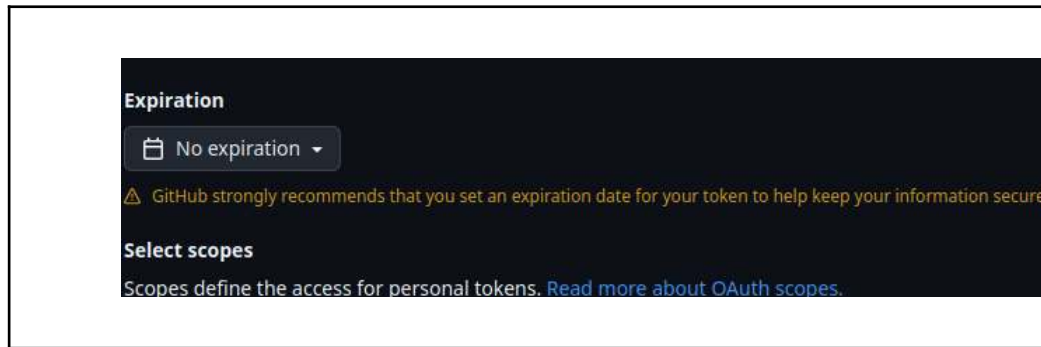 Expiration
No expiration
GitHub strongly recommends that you set an expiration date for your token to help keep your information secure
Select scopes
Scopes define the access for personal tokens. Read more about OAuth scopes.